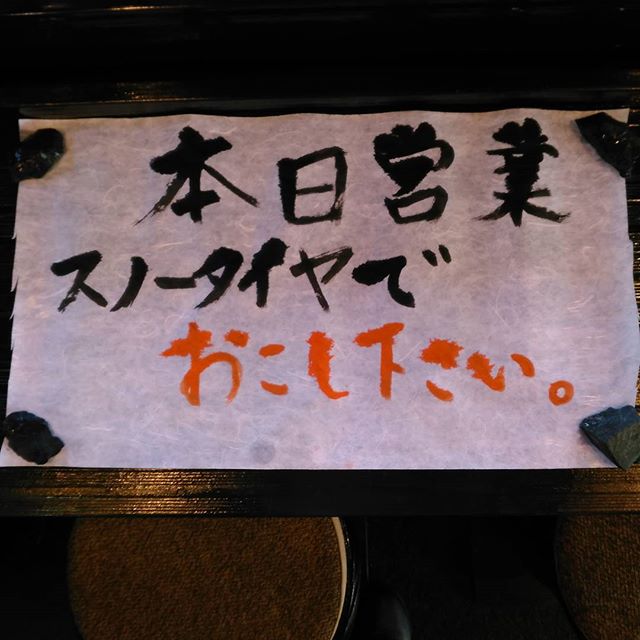 本日営業
スノータイヤで
おこし下さい。